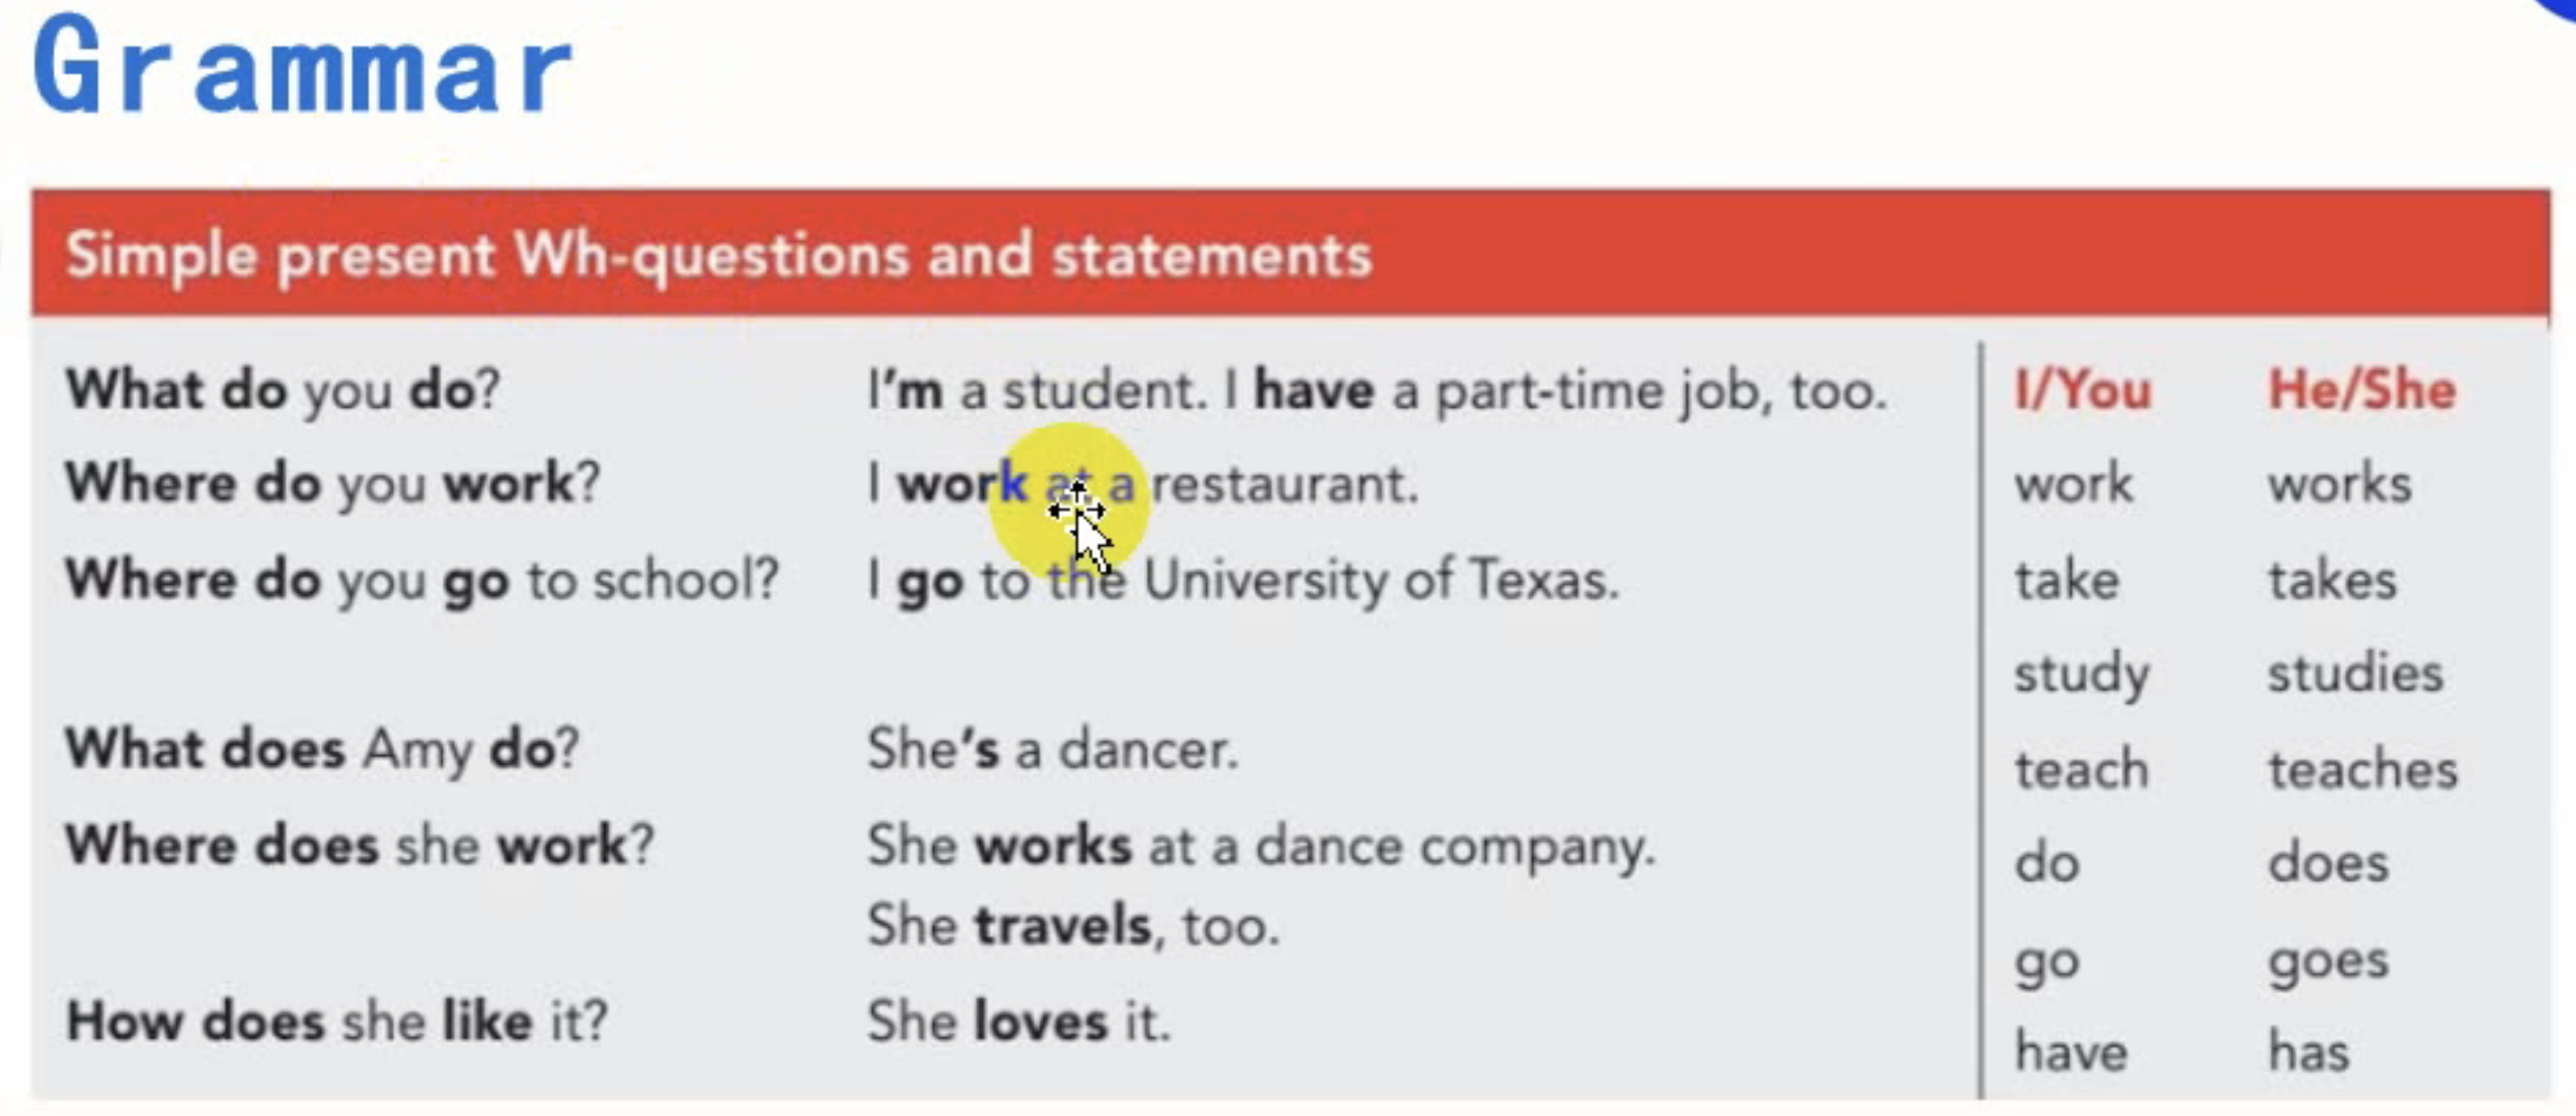 Grammar
Simple present Wh-questions and statements
What do you do?
I'm a student. I have a part-time job, too.
Where do you work?
I work at a restaurant.
Where do you go to school?
I go to the University of Texas.
What does Amy do?
She's a dancer.
Where does she work?
She works at a dance company.
She travels, too.
How does she like it?
She loves it.
I/You He/She
work works
take takes
study studies
teach teaches
do does
go goes
have has